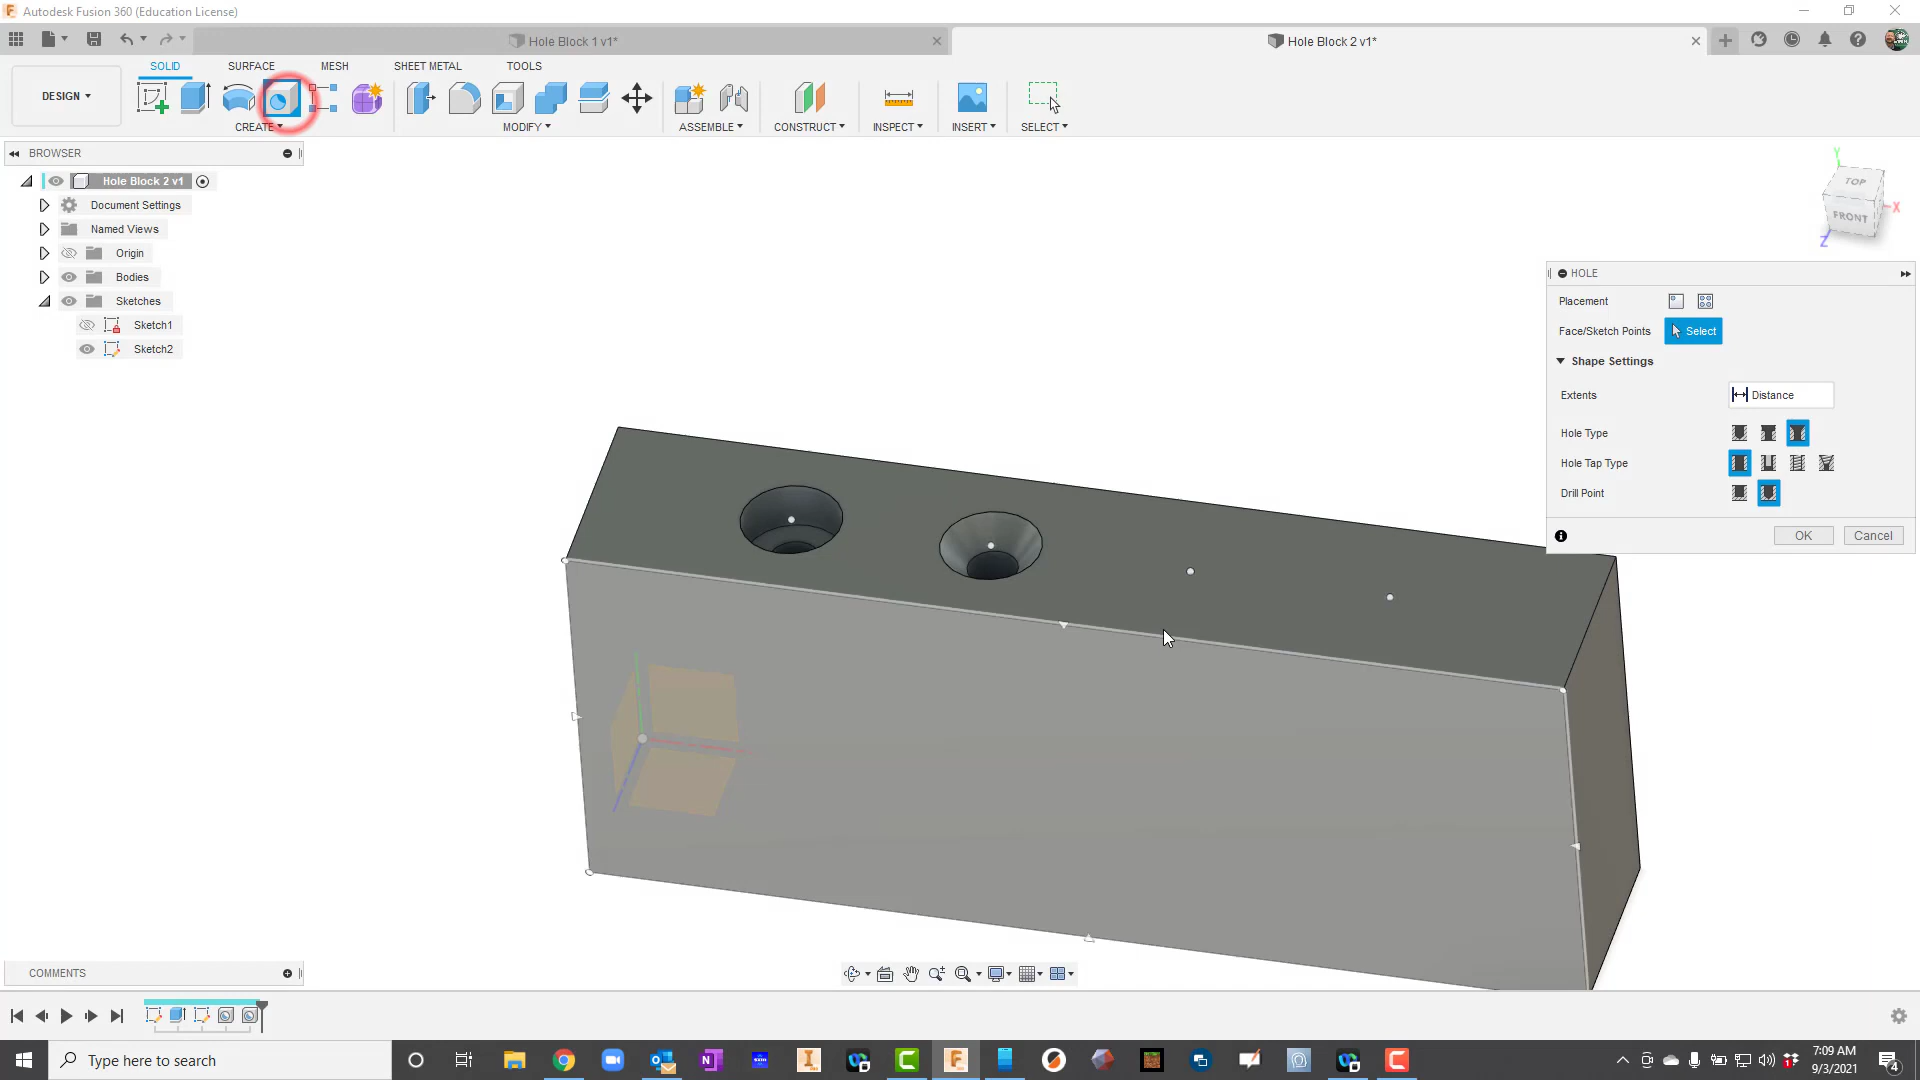 Autodesk Fusion 360 (Education License)
Hole Block 1 v1*
Hole Block 2 v1*
SOLID SURFACE MESH SHEET METAL TOOLS
DESIGN
CREATE MODIFY ASSEMBLE CONSTRUCT INSPECT INSERT SELECT
BROWSER
Hole Block 2 v1
Document Settings
Named Views
Origin
Bodies
Sketches
Sketch1
Sketch2
Y
TOP
FRONT
X
Z
HOLE
Placement
Face/Sketch Points Select
Shape Settings
Extents Distance
Hole Type
Hole Tap Type
Drill Point
OK Cancel
COMMENTS
Type here to search
7:09 AM
9/3/2021
4